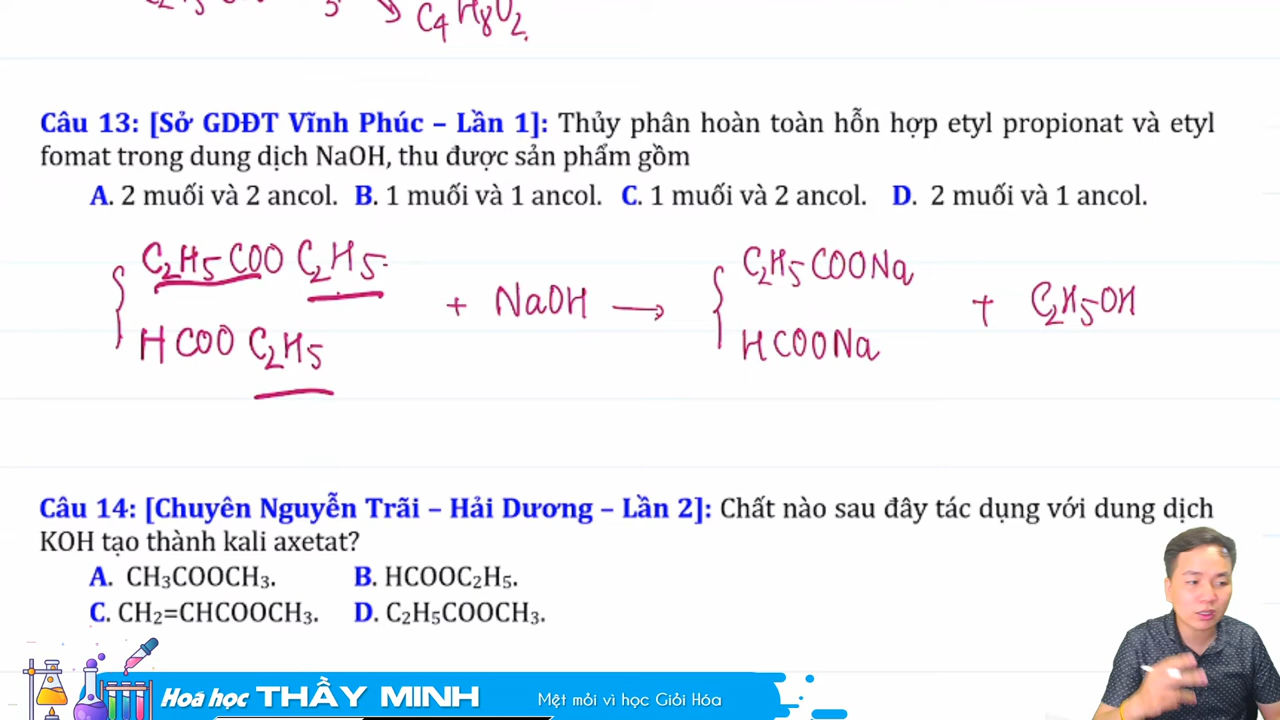 C₄H₈O₂.
Câu 13: [Sở GDĐT Vĩnh Phúc – Lần 1]: Thủy phân hoàn toàn hỗn hợp etyl propionat và etyl
fomat trong dung dịch NaOH, thu được sản phẩm gồm
A. 2 muối và 2 ancol. B. 1 muối và 1 ancol. C. 1 muối và 2 ancol. D. 2 muối và 1 ancol.
C₂H₅COOC₂H₅ C₂H₅COONa
+ NaOH → + C₂H₅OH
HCOOC₂H₅ HCOONa
Câu 14: [Chuyên Nguyễn Trãi – Hải Dương – Lần 2]: Chất nào sau đây tác dụng với dung dịch
KOH tạo thành kali axetat?
A. CH₃COOCH₃. B. HCOOC₂H₅.
C. CH₂=CHCOOCH₃. D. C₂H₅COOCH₃.
Hoá học THẦY MINH Mệt mỏi vì học Giỏi Hóa